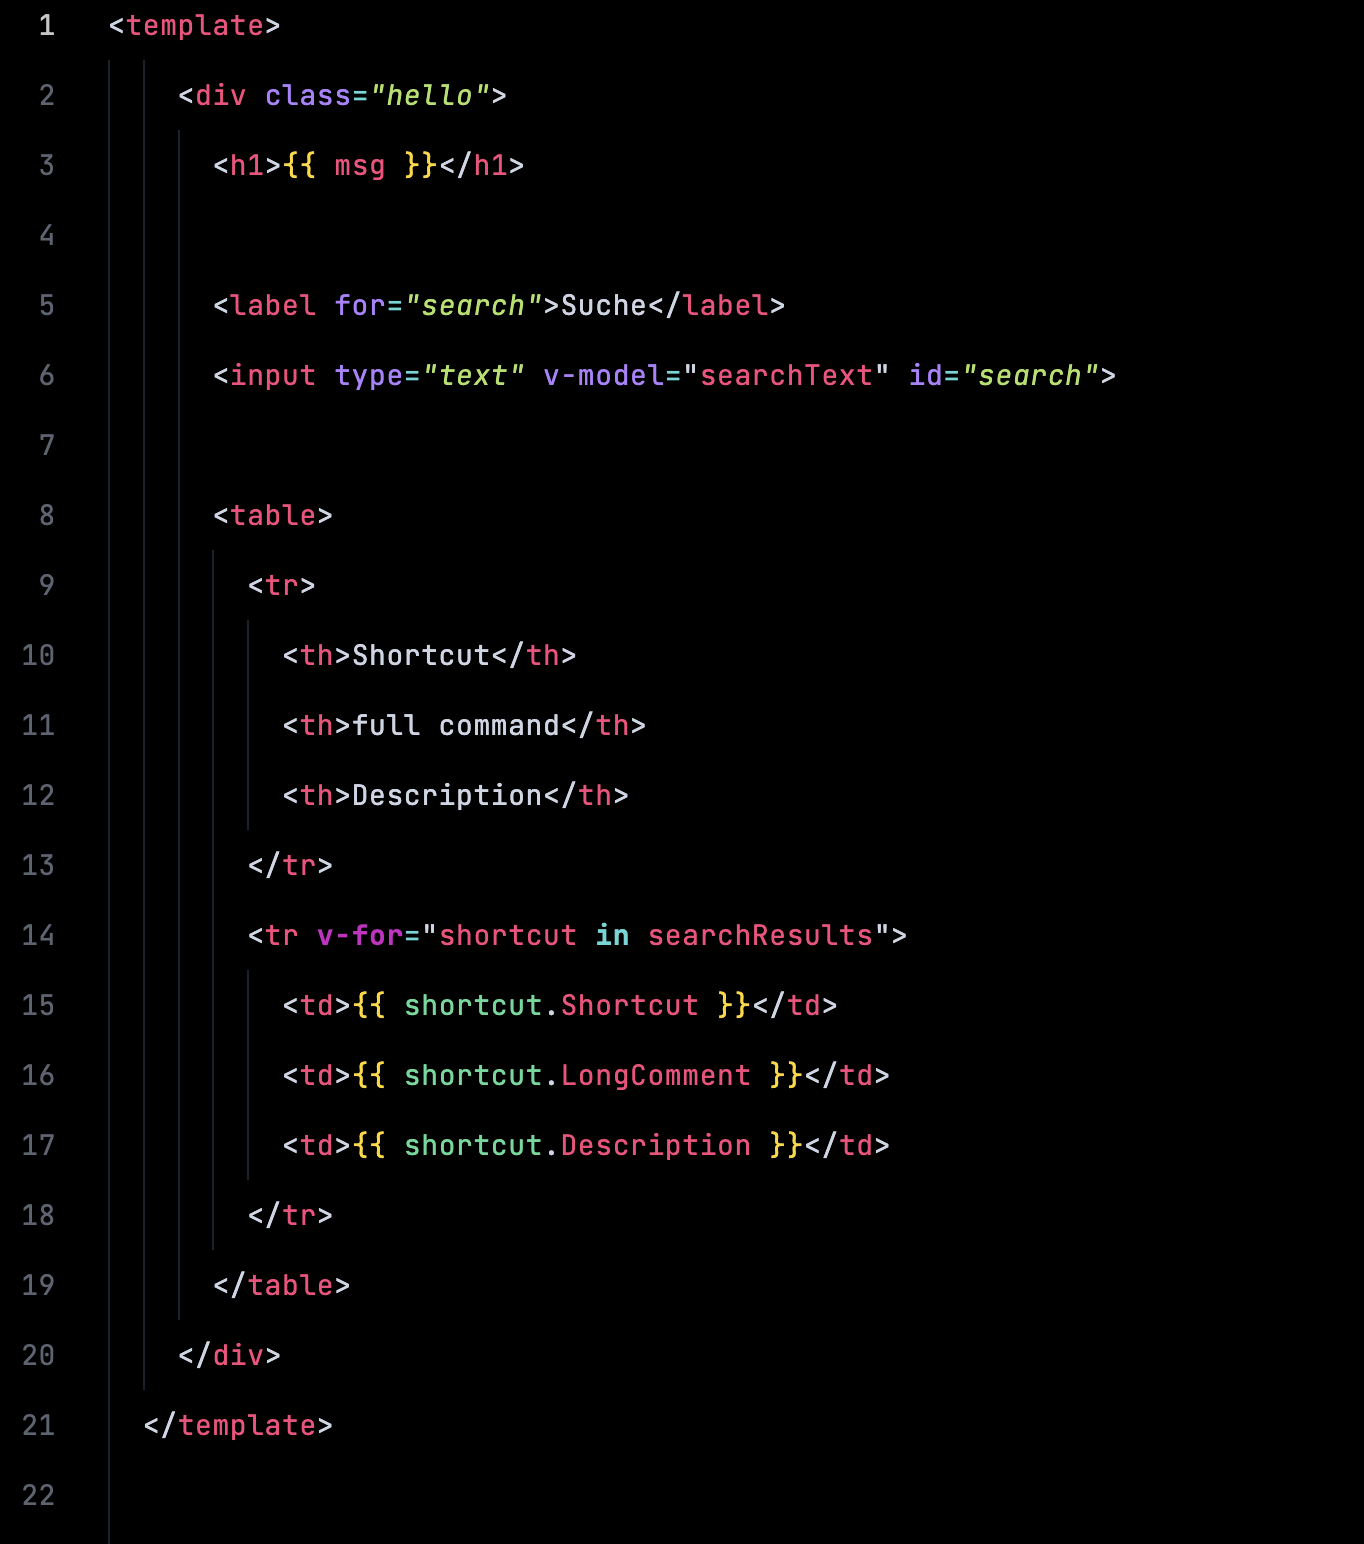 1 <template>
2 <div class="hello">
3 <h1>{{ msg }}</h1>
4
5 <label for="search">Suche</label>
6 <input type="text" v-model="searchText" id="search">
7
8 <table>
9 <tr>
10 <th>Shortcut</th>
11 <th>full command</th>
12 <th>Description</th>
13 </tr>
14 <tr v-for="shortcut in searchResults">
15 <td>{{ shortcut.Shortcut }}</td>
16 <td>{{ shortcut.LongComment }}</td>
17 <td>{{ shortcut.Description }}</td>
18 </tr>
19 </table>
20 </div>
21 </template>
22